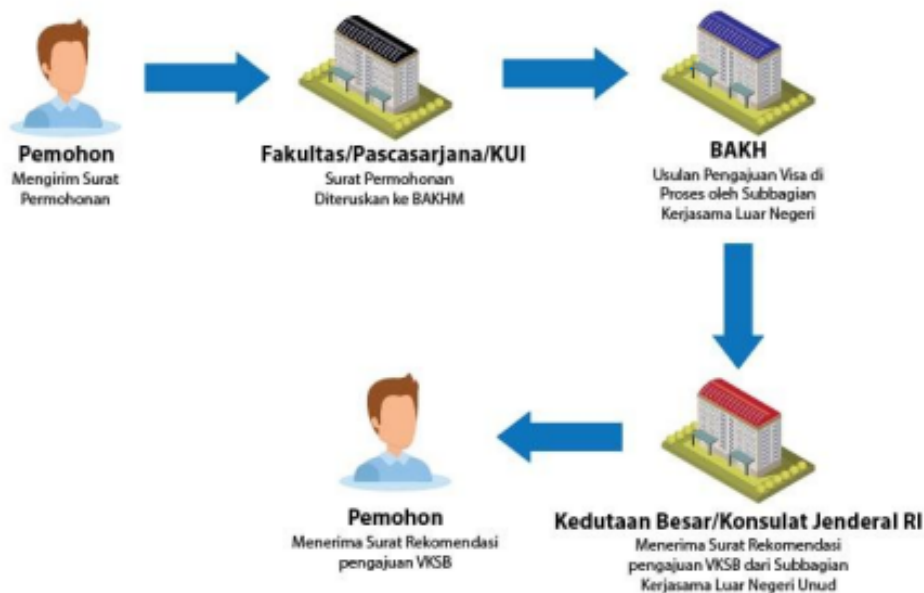 Pemohon
Mengirim Surat
Permohonan
Fakultas/Pascasarjana/KUI
Surat Permohonan
Diteruskan ke BAKHM
BAKH
Usulan Pengajuan Visa di
Proses oleh Subbagian
Kerjasama Luar Negeri
Pemohon
Menerima Surat Rekomendasi
pengajuan VKSB
Kedutaan Besar/Konsulat Jenderal RI
Menerima Surat Rekomendasi
pengajuan VKSB dari Subbagian
Kerjasama Luar Negeri Unud